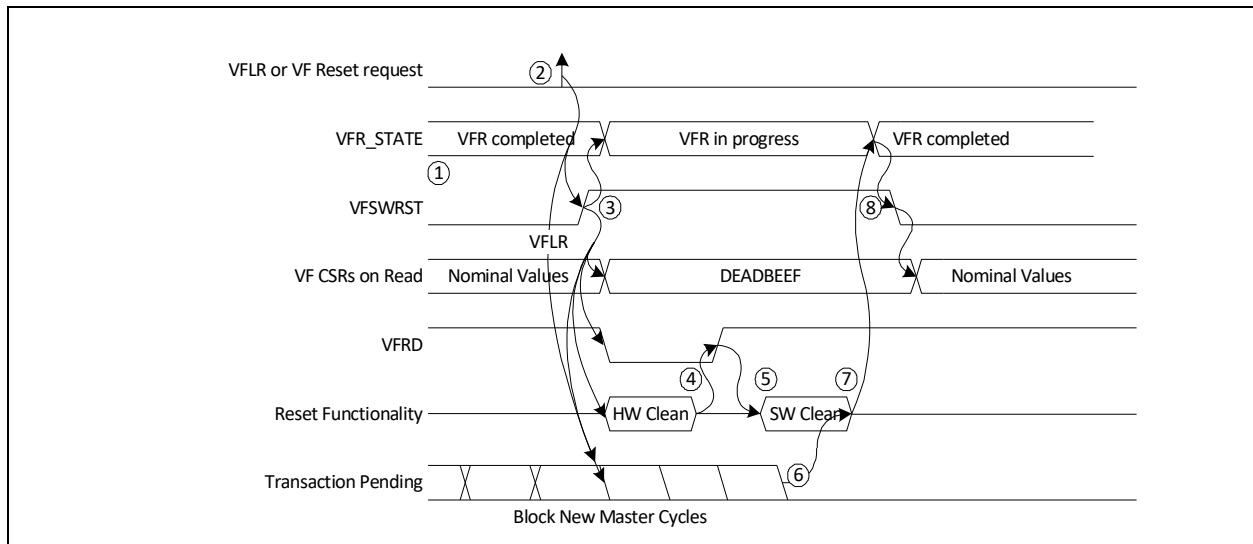 VFLR or VF Reset request
②
VFR_STATE
VFR completed
VFR in progress
VFR completed
①
VFSWRST
③
⑧
VFLR
VF CSRs on Read
Nominal Values
DEADBEEF
Nominal Values
VFRD
④
⑤
⑦
Reset Functionality
HW Clean
SW Clean
⑥
Transaction Pending
Block New Master Cycles